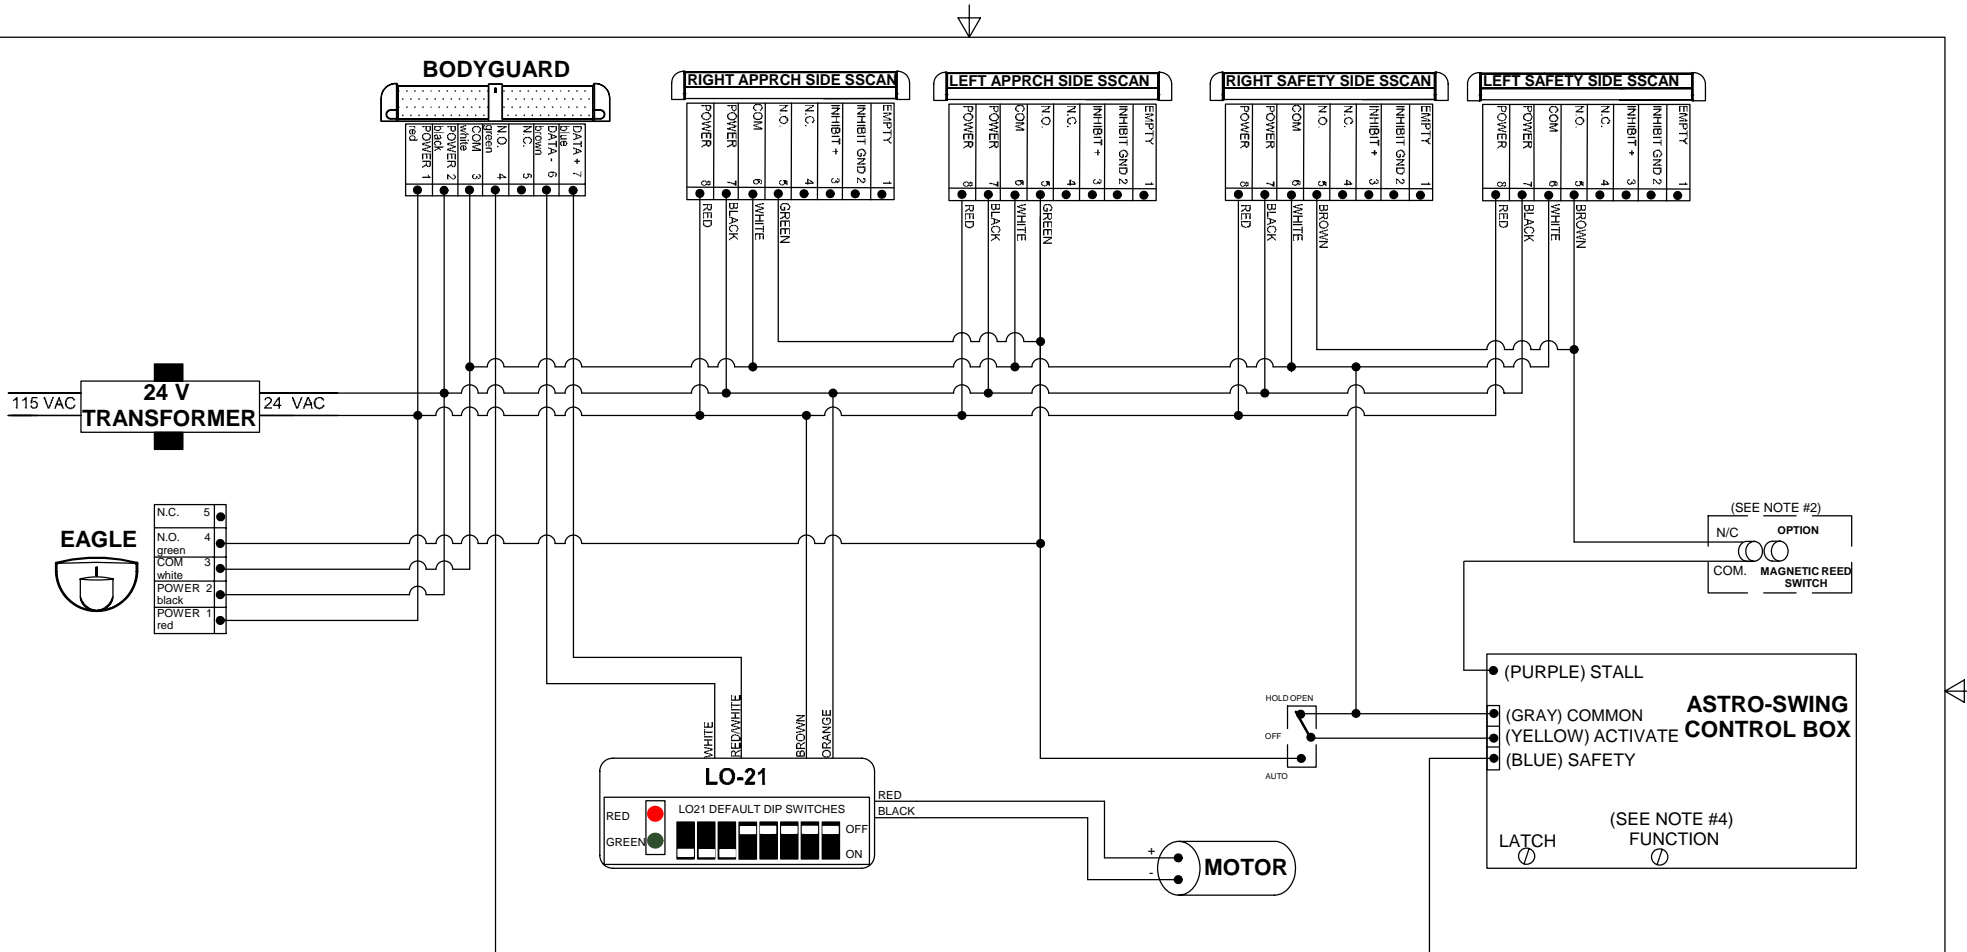 BODYGUARD
RIGHT APPRCH SIDE SSCAN
LEFT APPRCH SIDE SSCAN
RIGHT SAFETY SIDE SSCAN
LEFT SAFETY SIDE SSCAN
red
POWER 1
black
POWER 2
white
COM 3
green
N.O. 4
N.C. 5
brown
DATA - 6
blue
DATA + 7
POWER 8
POWER 7
COM 6
N.O. 5
N.C. 4
INHIBIT + 3
INHIBIT GND 2
EMPTY 1
RED
BLACK
WHITE
GREEN
POWER 8
POWER 7
COM 6
N.O. 5
N.C. 4
INHIBIT + 3
INHIBIT GND 2
EMPTY 1
RED
BLACK
WHITE
GREEN
POWER 8
POWER 7
COM 6
N.O. 5
N.C. 4
INHIBIT + 3
INHIBIT GND 2
EMPTY 1
RED
BLACK
WHITE
BROWN
POWER 8
POWER 7
COM 6
N.O. 5
N.C. 4
INHIBIT + 3
INHIBIT GND 2
EMPTY 1
RED
BLACK
WHITE
BROWN
115 VAC
24 V
TRANSFORMER
24 VAC
EAGLE
N.C. 5
N.O. 4
green
COM 3
white
POWER 2
black
POWER 1
red
(SEE NOTE #2)
N/C
OPTION
COM.
MAGNETIC REED
SWITCH
WHITE
RED/WHITE
BROWN
ORANGE
LO-21
LO21 DEFAULT DIP SWITCHES
RED
GREEN
OFF
ON
RED
BLACK
+
-
MOTOR
HOLD OPEN
OFF
AUTO
(PURPLE) STALL
(GRAY) COMMON
(YELLOW) ACTIVATE
(BLUE) SAFETY
ASTRO-SWING
CONTROL BOX
(SEE NOTE #4)
FUNCTION
LATCH